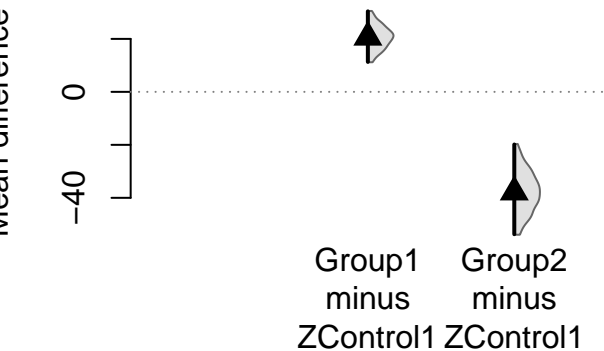 Mean difference
0
−40
Group1 Group2
minus minus
ZControl1 ZControl1